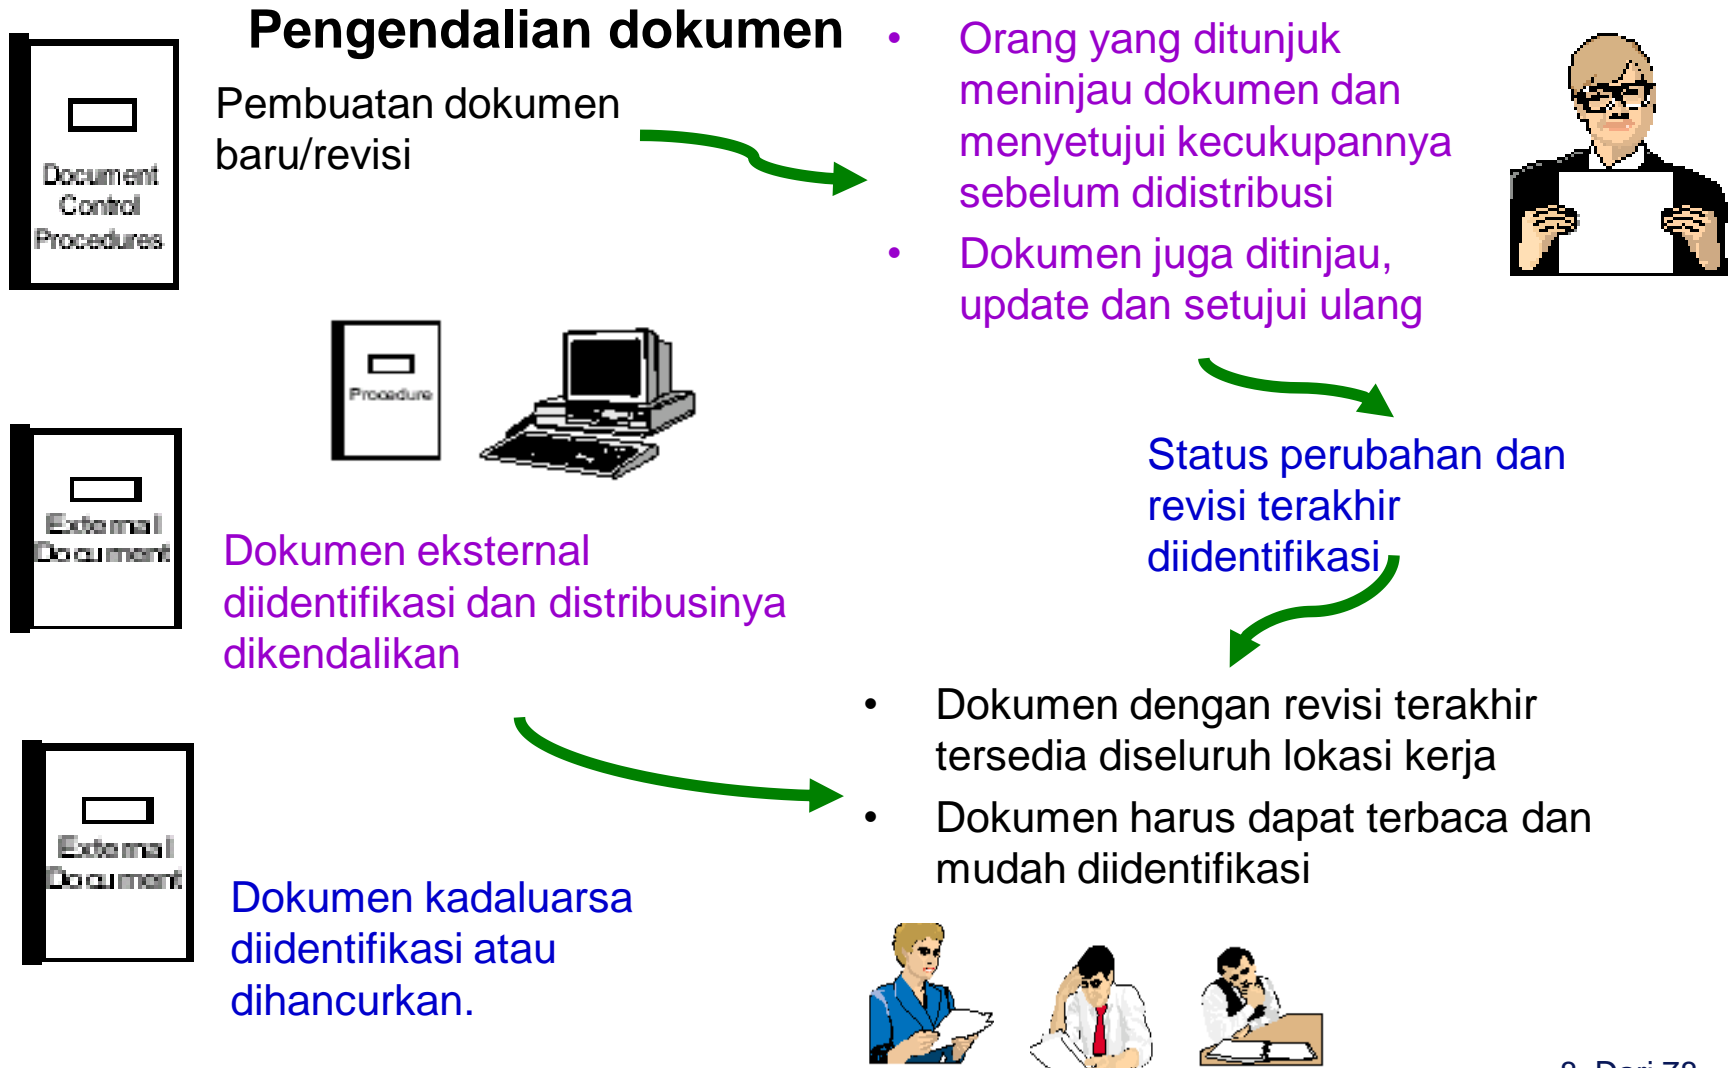 Pengendalian dokumen
Pembuatan dokumen
baru/revisi
Document
Control
Procedures
• Orang yang ditunjuk
meninjau dokumen dan
menyetujui kecukupannya
sebelum didistribusi
• Dokumen juga ditinjau,
update dan setujui ulang
Procedure
Status perubahan dan
revisi terakhir
diidentifikasi
External
Document
Dokumen eksternal
diidentifikasi dan distribusinya
dikendalikan
• Dokumen dengan revisi terakhir
tersedia diseluruh lokasi kerja
• Dokumen harus dapat terbaca dan
mudah diidentifikasi
External
Document
Dokumen kadaluarsa
diidentifikasi atau
dihancurkan.
8 Dari 78